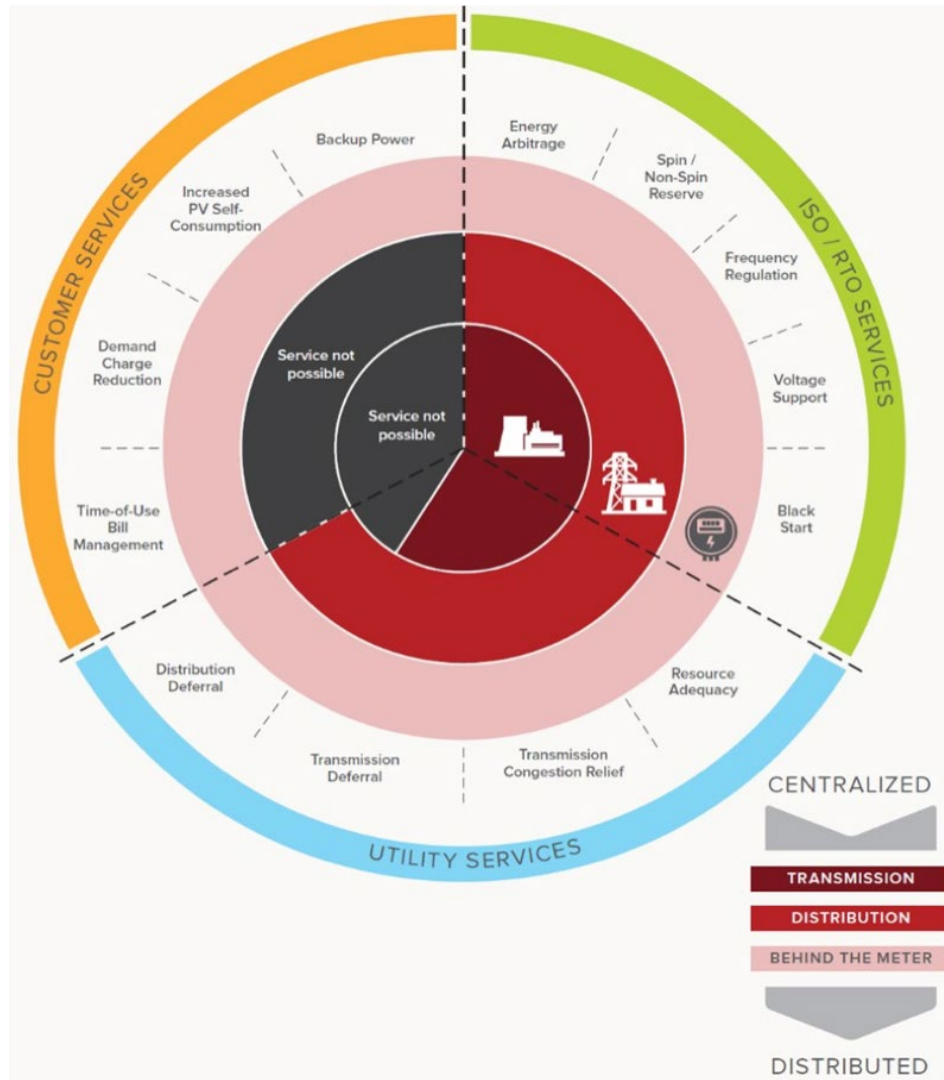 CUSTOMER SERVICES
ISO / RTO SERVICES
UTILITY SERVICES
Backup Power
Energy
Arbitrage
Spin /
Non-Spin
Reserve
Increased
PV Self-
Consumption
Frequency
Regulation
Demand
Charge
Reduction
Voltage
Support
Time-of-Use
Bill
Management
Black
Start
Service not
possible
Service not
possible
Distribution
Deferral
Resource
Adequacy
Transmission
Deferral
Transmission
Congestion Relief
CENTRALIZED
TRANSMISSION
DISTRIBUTION
BEHIND THE METER
DISTRIBUTED